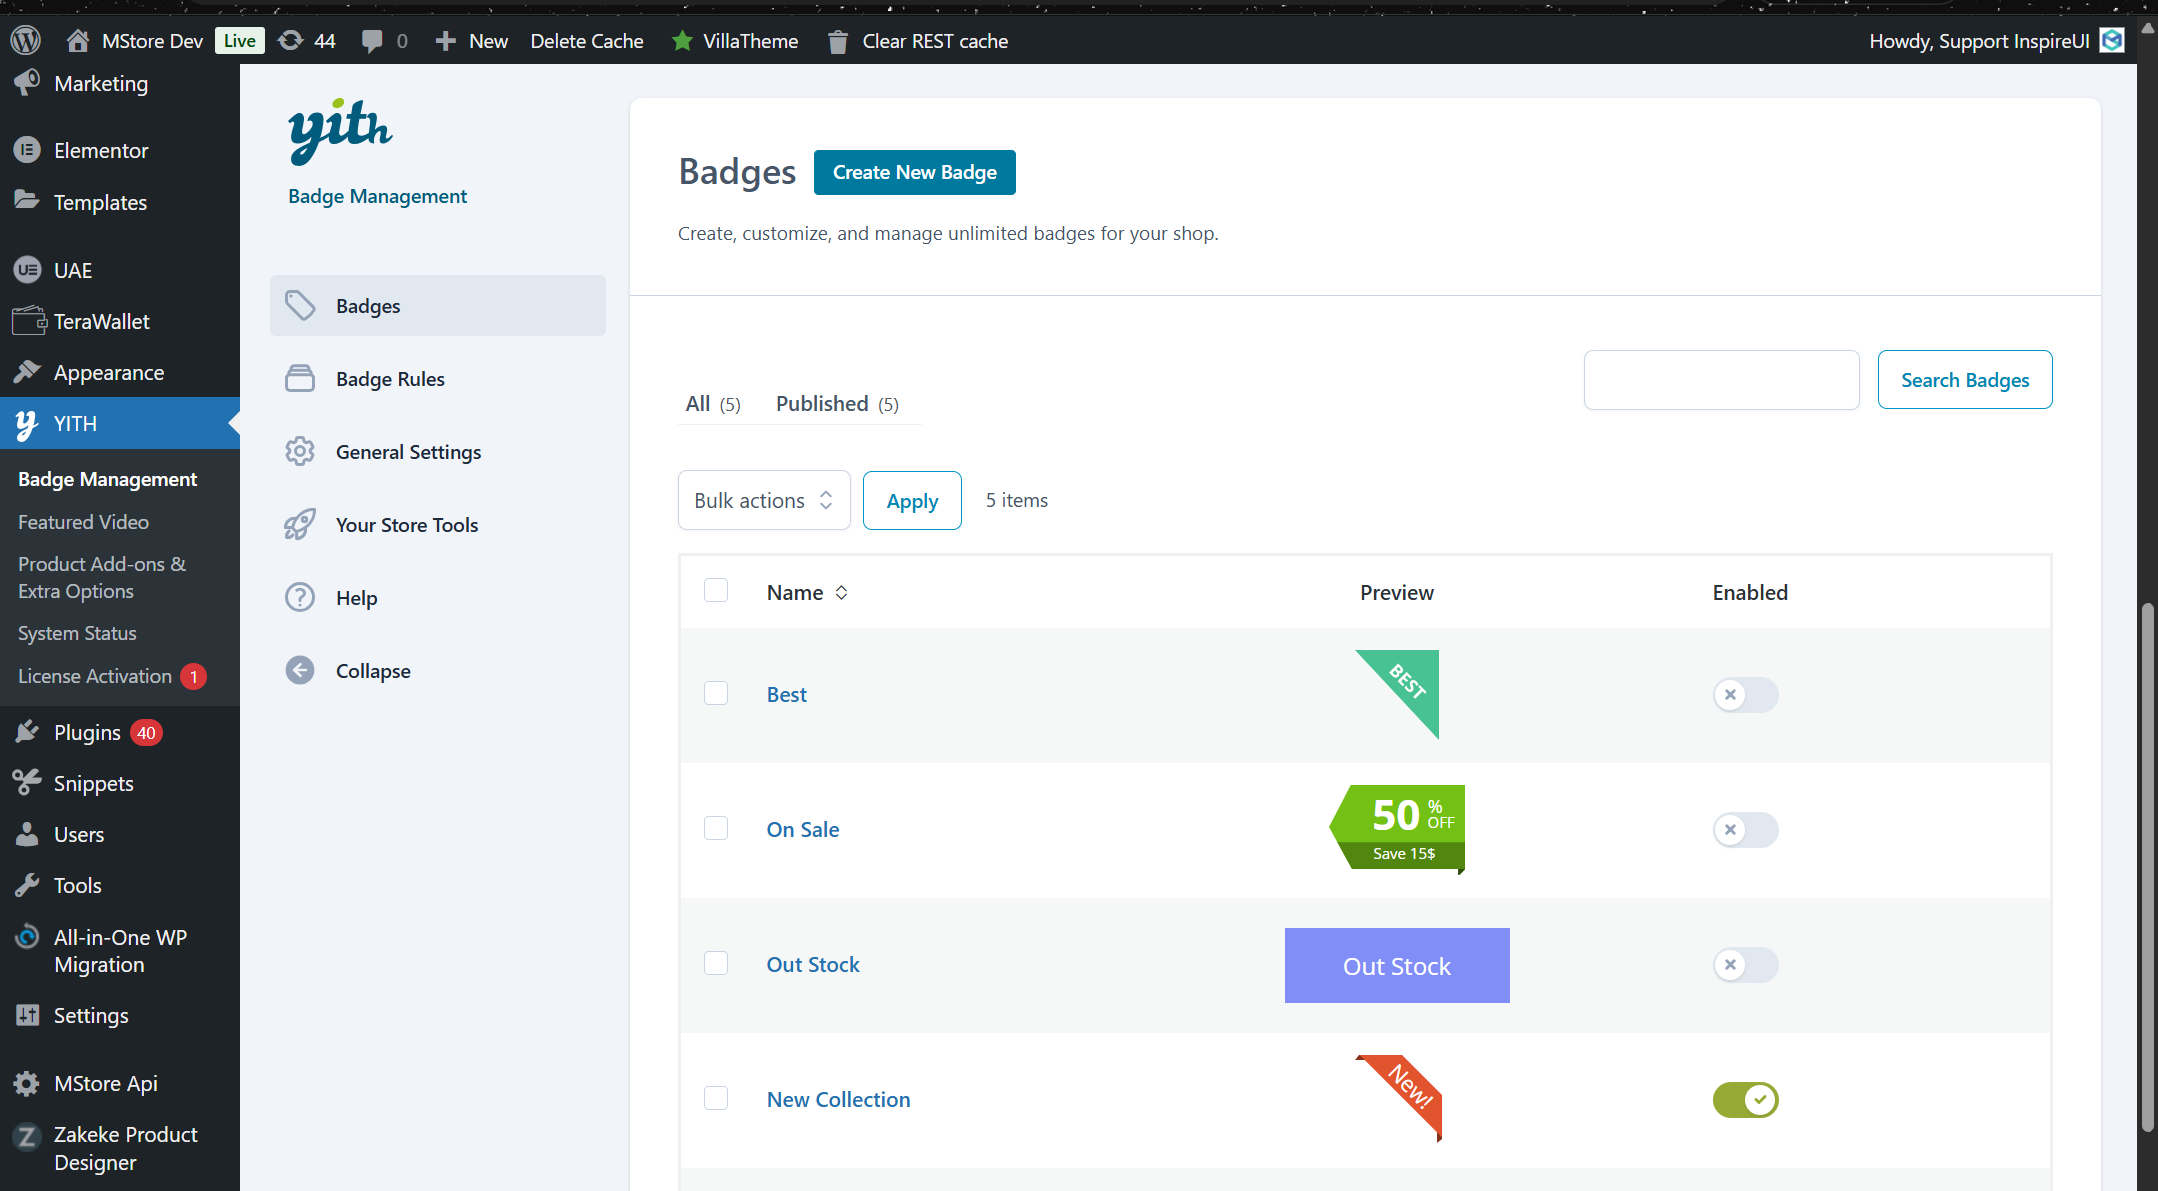 MStore Dev Live 44 0 New Delete Cache VillaTheme Clear REST cache Howdy, Support InspireUI
Marketing
Elementor
Templates
UAE
TeraWallet
Appearance
YITH
Badge Management
Featured Video
Product Add-ons &
Extra Options
System Status
License Activation 1
Plugins 40
Snippets
Users
Tools
All-in-One WP
Migration
Settings
MStore Api
Zakeke Product
Designer
yith
Badge Management
Badges
Badge Rules
General Settings
Your Store Tools
Help
Collapse
Badges Create New Badge
Create, customize, and manage unlimited badges for your shop.
All (5) Published (5)
Search Badges
Bulk actions Apply 5 items
Name Preview Enabled
Best BEST
On Sale 50 % OFF
Save 15$
Out Stock Out Stock
New Collection New!